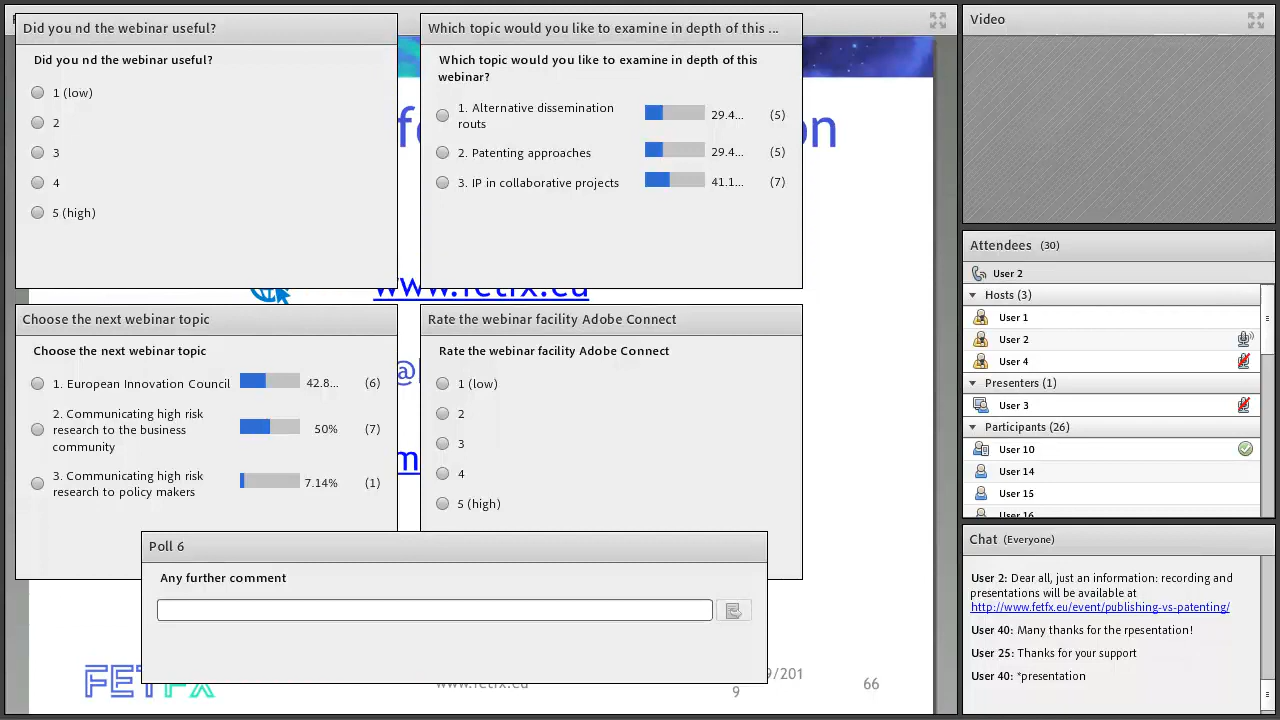 Did you nd the webinar useful?
Did you nd the webinar useful?
1 (low)
2
3
4
5 (high)
Which topic would you like to examine in depth of this ...
Which topic would you like to examine in depth of this
webinar?
1. Alternative dissemination
routs
29.4... (5)
2. Patenting approaches 29.4... (5)
3. IP in collaborative projects 41.1... (7)
www.fetfx.eu
Choose the next webinar topic
Choose the next webinar topic
1. European Innovation Council 42.8... (6)
2. Communicating high risk
research to the business
community
50% (7)
3. Communicating high risk
research to policy makers
7.14% (1)
Rate the webinar facility Adobe Connect
Rate the webinar facility Adobe Connect
1 (low)
2
3
4
5 (high)
@
m
Poll 6
Any further comment
FETFX
www.fetfx.eu
9/201
9
66
Video
Attendees (30)
User 2
Hosts (3)
User 1
User 2
User 4
Presenters (1)
User 3
Participants (26)
User 10
User 14
User 15
User 16
Chat (Everyone)
User 2: Dear all, just an information: recording and
presentations will be available at
http://www.fetfx.eu/event/publishing-vs-patenting/
User 40: Many thanks for the rpesentation!
User 25: Thanks for your support
User 40: *presentation